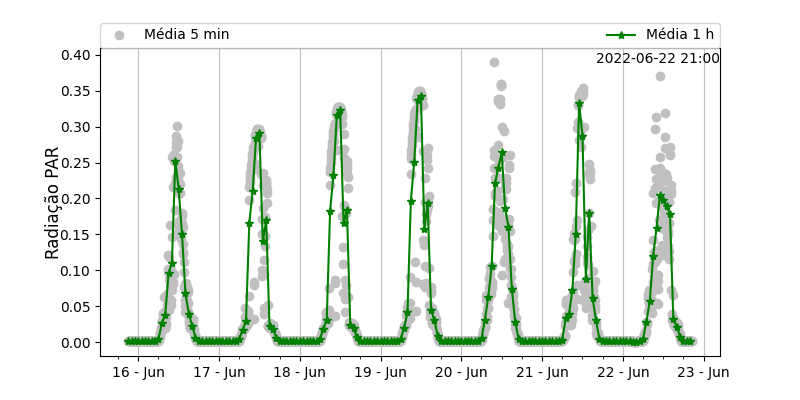 Média 5 min
Média 1 h
2022-06-22 21:00
Radiação PAR
0.40
0.35
0.30
0.25
0.20
0.15
0.10
0.05
0.00
16 - Jun
17 - Jun
18 - Jun
19 - Jun
20 - Jun
21 - Jun
22 - Jun
23 - Jun